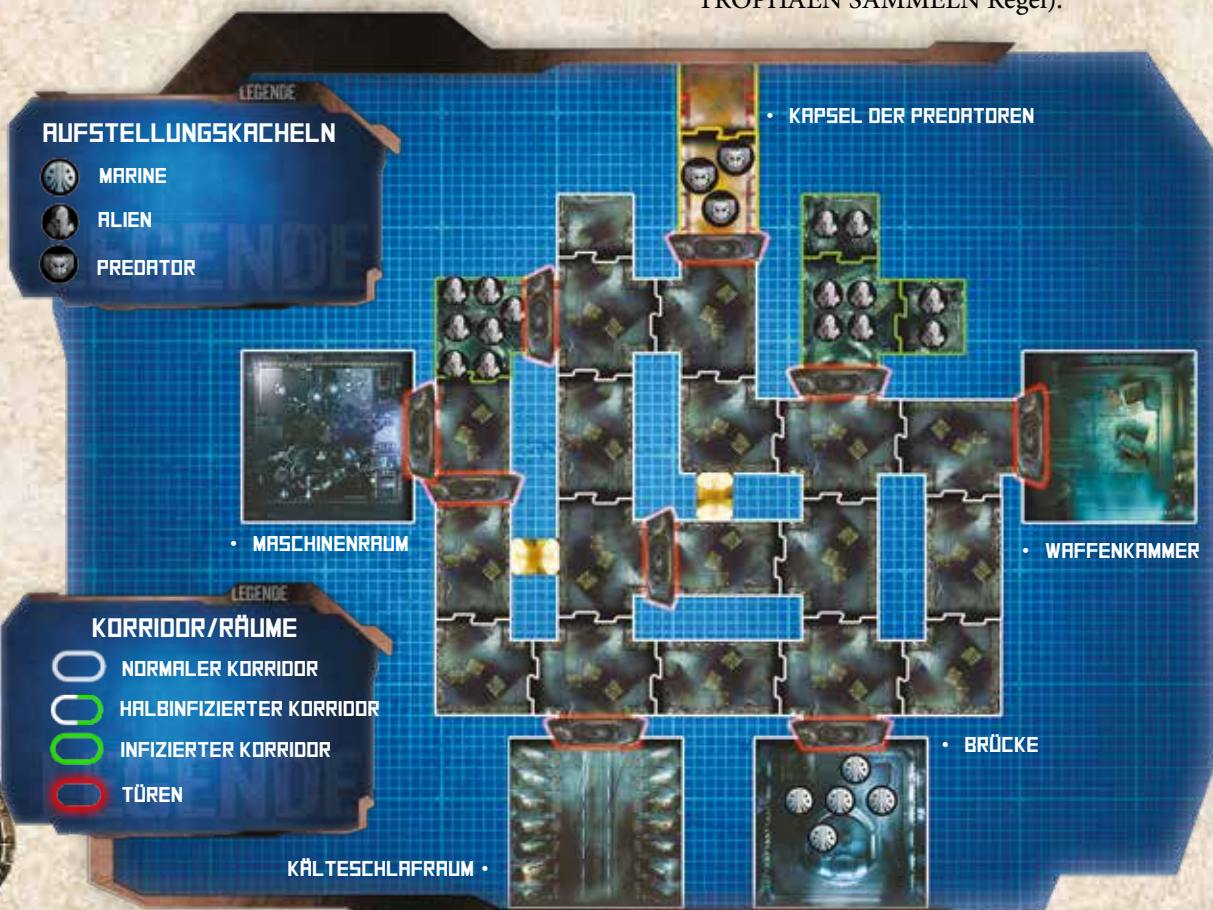 TROPHÄEN SAMMELN Regel).
LEGENDE
AUFSTELLUNGSKACHELN
MARINE
ALIEN
PREDATOR
• KAPSEL DER PREDATOREN
• MASCHINENRAUM
• WAFFENKAMMER
LEGENDE
KORRIDOR/RÄUME
NORMALER KORRIDOR
HALBINFIZIERTER KORRIDOR
INFIZIERTER KORRIDOR
TÜREN
• BRÜCKE
KÄLTESCHLAFRAUM •